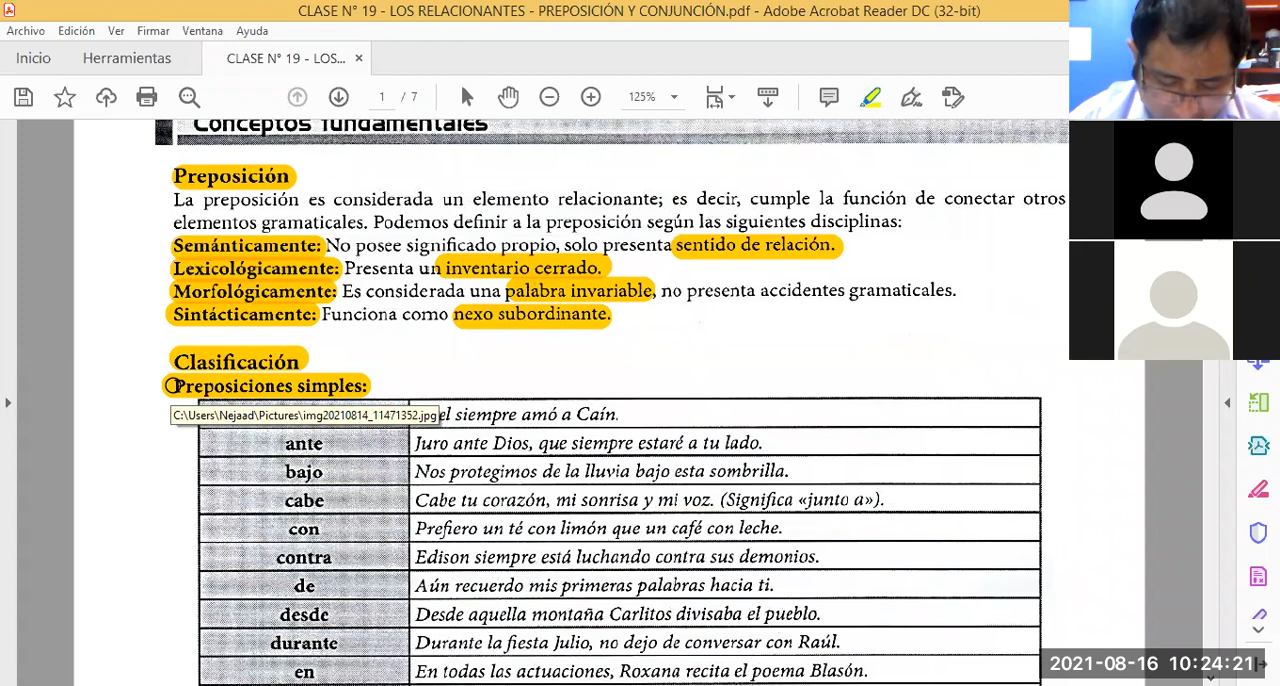 CLASE N° 19 - LOS RELACIONANTES - PREPOSICIÓN Y CONJUNCIÓN.pdf - Adobe Acrobat Reader DC (32-bit)
Archivo Edición Ver Firmar Ventana Ayuda
Inicio Herramientas CLASE N° 19 - LOS... ×
1 / 7 125%
Conceptos fundamentales
Preposición
La preposición es considerada un elemento relacionante; es decir, cumple la función de conectar otros
elementos gramaticales. Podemos definir a la preposición según las siguientes disciplinas:
Semánticamente: No posee significado propio, solo presenta sentido de relación.
Lexicológicamente: Presenta un inventario cerrado.
Morfológicamente: Es considerada una palabra invariable, no presenta accidentes gramaticales.
Sintácticamente: Funciona como nexo subordinante.
Clasificación
Preposiciones simples:
C:\Users\Nejaad\Pictures\img20210814_11471352.jpg
el siempre amó a Caín.
ante Juro ante Dios, que siempre estaré a tu lado.
bajo Nos protegimos de la lluvia bajo esta sombrilla.
cabe Cabe tu corazón, mi sonrisa y mi voz. (Significa «junto a»).
con Prefiero un té con limón que un café con leche.
contra Edison siempre está luchando contra sus demonios.
de Aún recuerdo mis primeras palabras hacia ti.
desde Desde aquella montaña Carlitos divisaba el pueblo.
durante Durante la fiesta Julio, no dejo de conversar con Raúl.
en En todas las actuaciones, Roxana recita el poema Blasón.
2021-08-16 10:24:21